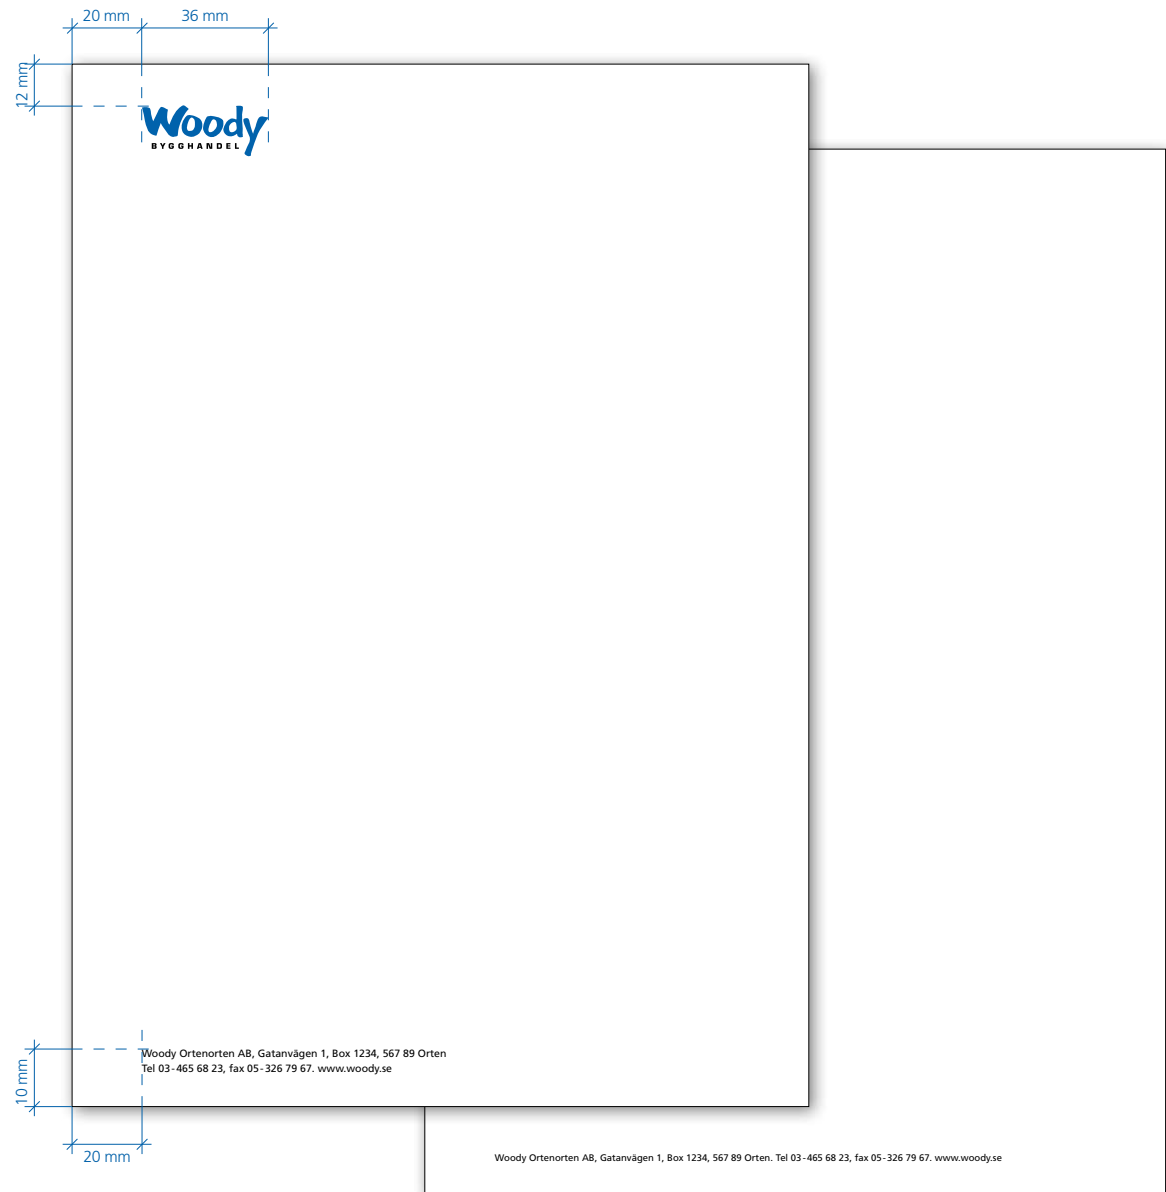 20 mm 36 mm
12 mm
Woody
BYGGHANDEL
Woody Ortenorten AB, Gatanvägen 1, Box 1234, 567 89 Orten
Tel 03-465 68 23, fax 05-326 79 67. www.woody.se
10 mm
20 mm
Woody Ortenorten AB, Gatanvägen 1, Box 1234, 567 89 Orten. Tel 03-465 68 23, fax 05-326 79 67. www.woody.se